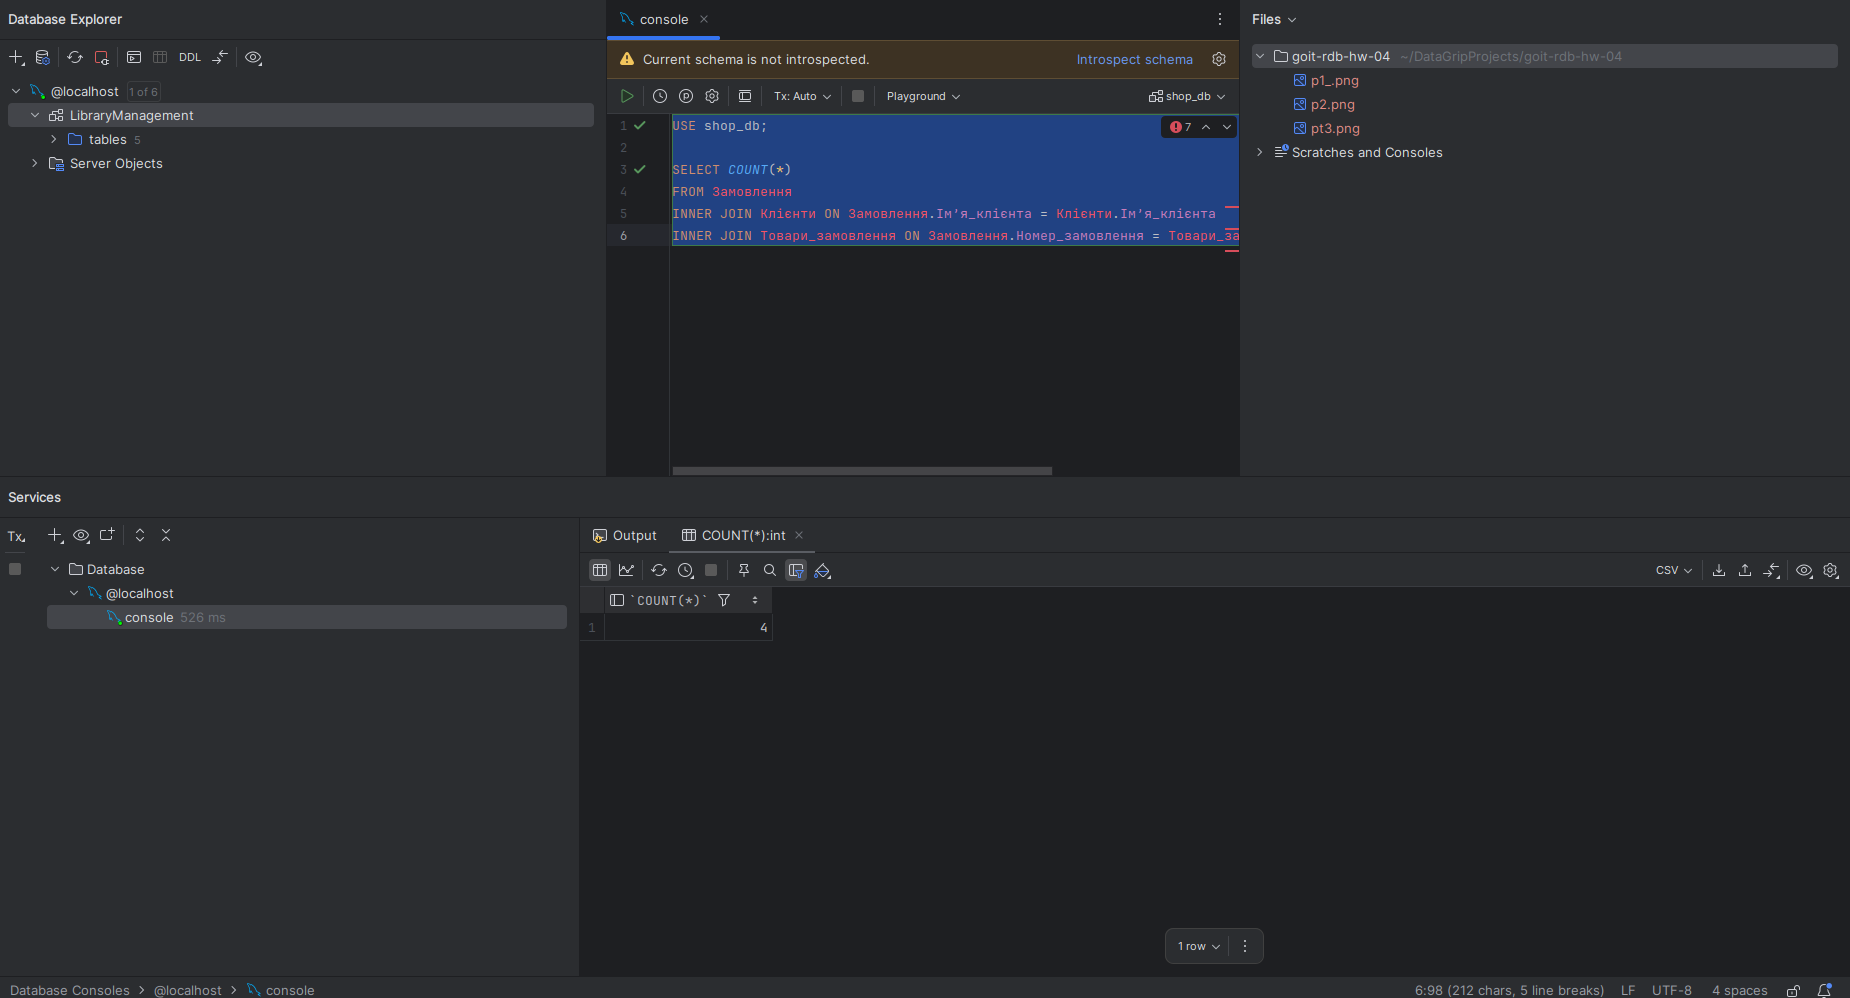 Database Explorer
console
Files
Current schema is not introspected.
Introspect schema
DDL
Tx: Auto
Playground
shop_db
@localhost 1 of 6
LibraryManagement
tables 5
Server Objects
1 USE shop_db;
7
2
3 SELECT COUNT(*)
4 FROM Замовлення
5 INNER JOIN Клієнти ON Замовлення.Ім'я_клієнта = Клієнти.Ім'я_клієнта
6 INNER JOIN Товари_замовлення ON Замовлення.Номер_замовлення = Товари_за
goit-rdb-hw-04 ~/DataGripProjects/goit-rdb-hw-04
p1_.png
p2.png
pt3.png
Scratches and Consoles
Services
Tx
Database
@localhost
console 526 ms
Output
COUNT(*):int
CSV
`COUNT(*)`
1 4
1 row
Database Consoles > @localhost > console
6:98 (212 chars, 5 line breaks) LF UTF-8 4 spaces